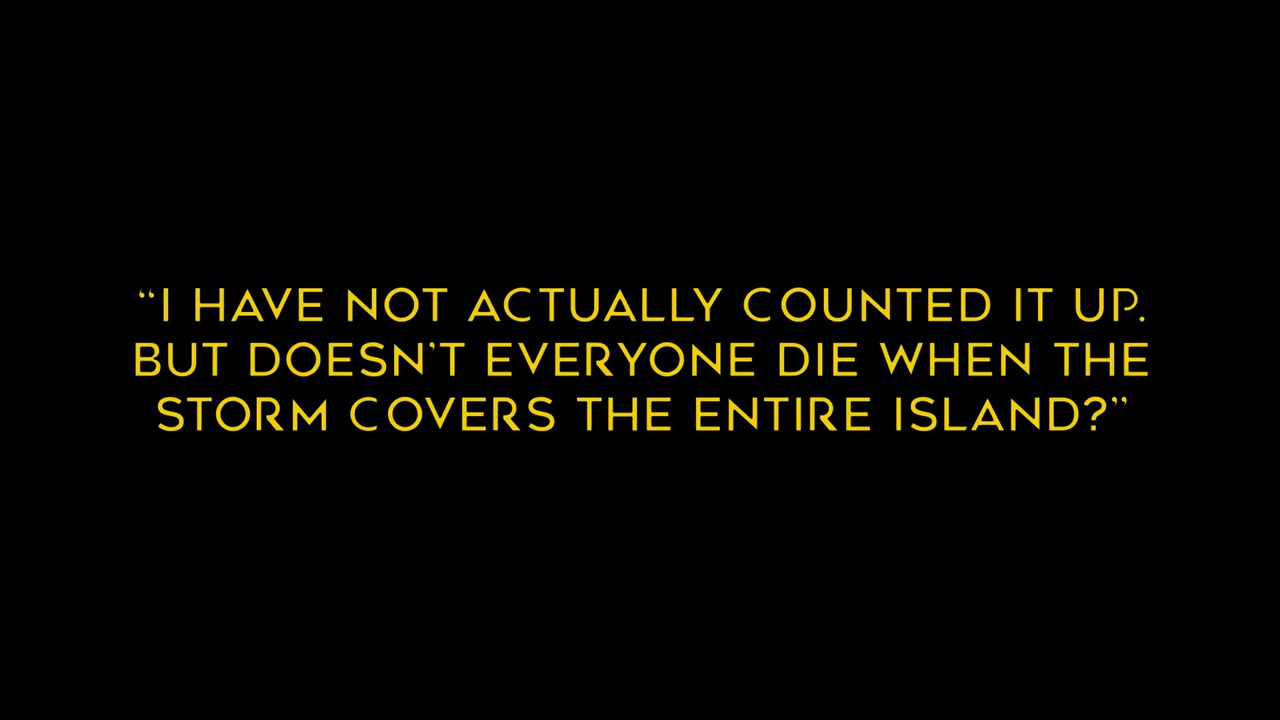 “I HAVE NOT ACTUALLY COUNTED IT UP.
BUT DOESN’T EVERYONE DIE WHEN THE
STORM COVERS THE ENTIRE ISLAND?”